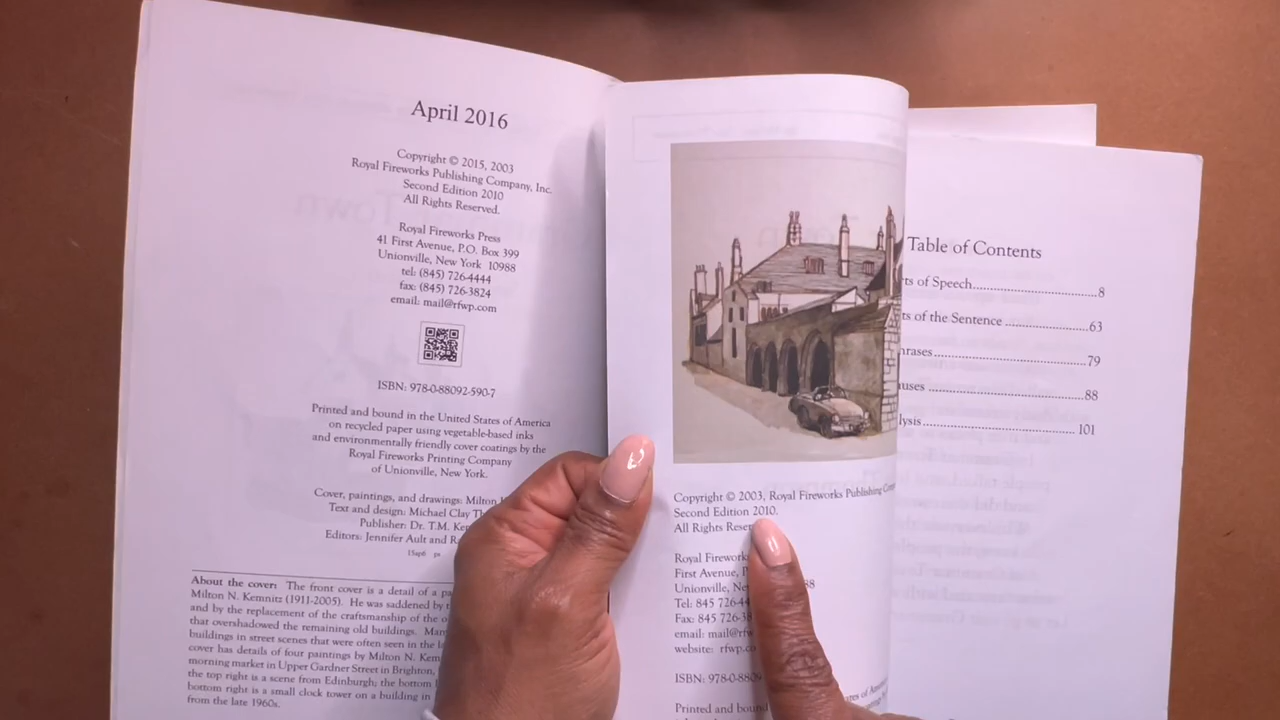 April 2016
Copyright © 2015, 2003
Royal Fireworks Publishing Company, Inc.
Second Edition 2010
All Rights Reserved.
Royal Fireworks Press
41 First Avenue, P.O. Box 399
Unionville, New York 10988
tel: (845) 726-4444
fax: (845) 726-3824
email: mail@rfwp.com
ISBN: 978-0-88092-590-7
Printed and bound in the United States of America
on recycled paper using vegetable-based inks
and environmentally friendly cover coatings by the
Royal Fireworks Printing Company
of Unionville, New York.
Cover, paintings, and drawings: Milton
Text and design: Michael Clay
Publisher: Dr. T.M.
Editors: Jennifer Ault and
About the cover: The front cover is a detail of a
Milton N. Kemnitz (1911-2005). He was saddened by
and by the replacement of the craftsmanship of the
that overshadowed the remaining old buildings.
buildings in street scenes that were often seen in the
cover has details of four paintings by Milton N.
morning market in Upper Gardner Street in Brighton,
the top right is a scene from Edinburgh; the bottom
bottom right is a small clock tower on a building in
from the late 1960s.
Copyright © 2003, Royal Fireworks Publishing
Second Edition 2010.
All Rights
Royal
First Avenue,
Unionville,
Tel: 845
Fax: 845
email:
website:
ISBN: 978-0-8809
Printed and
Table of Contents
of Speech 8
of the Sentence 63
79
88
101